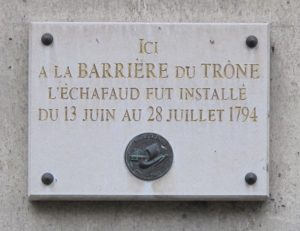 ICI
A LA BARRIÈRE DU TRÔNE
L'ÉCHAFAUD FUT INSTALLÉ
DU 13 JUIN AU 28 JUILLET 1794